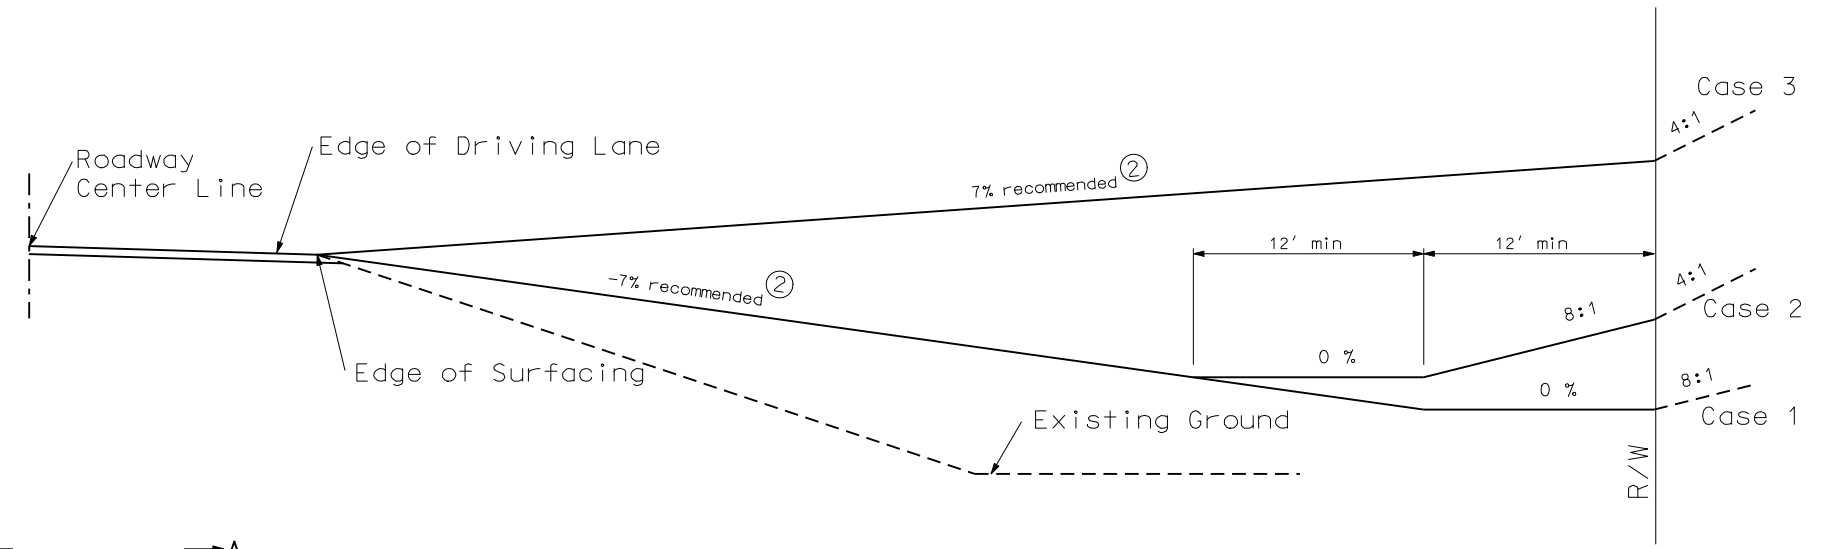 Case 3
4:1
Edge of Driving Lane
Roadway
Center Line
7% recommended ②
12' min
12' min
-7% recommended ②
4:1
Case 2
8:1
0 %
Edge of Surfacing
8:1
0 %
Case 1
Existing Ground
R/W
A